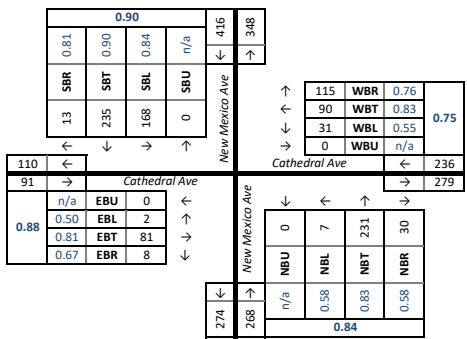 0.90
0.81 0.90 0.84 n/a
SBR SBT SBL SBU
13 235 168 0
← ↓ → ↑
416 348
↓ ↑
New Mexico Ave
↑ 115 WBR 0.76
← 90 WBT 0.83
↓ 31 WBL 0.55
→ 0 WBU n/a
0.75
Cathedral Ave
110 ← ← 236
91 → → 279
Cathedral Ave
0.88
n/a EBU 0 ←
0.50 EBL 2 ↑
0.81 EBT 81 →
0.67 EBR 8 ↓
New Mexico Ave
↓ ↑
274 268
↓ ← ↑ →
0 7 231 30
NBU NBL NBT NBR
n/a 0.58 0.83 0.58
0.84